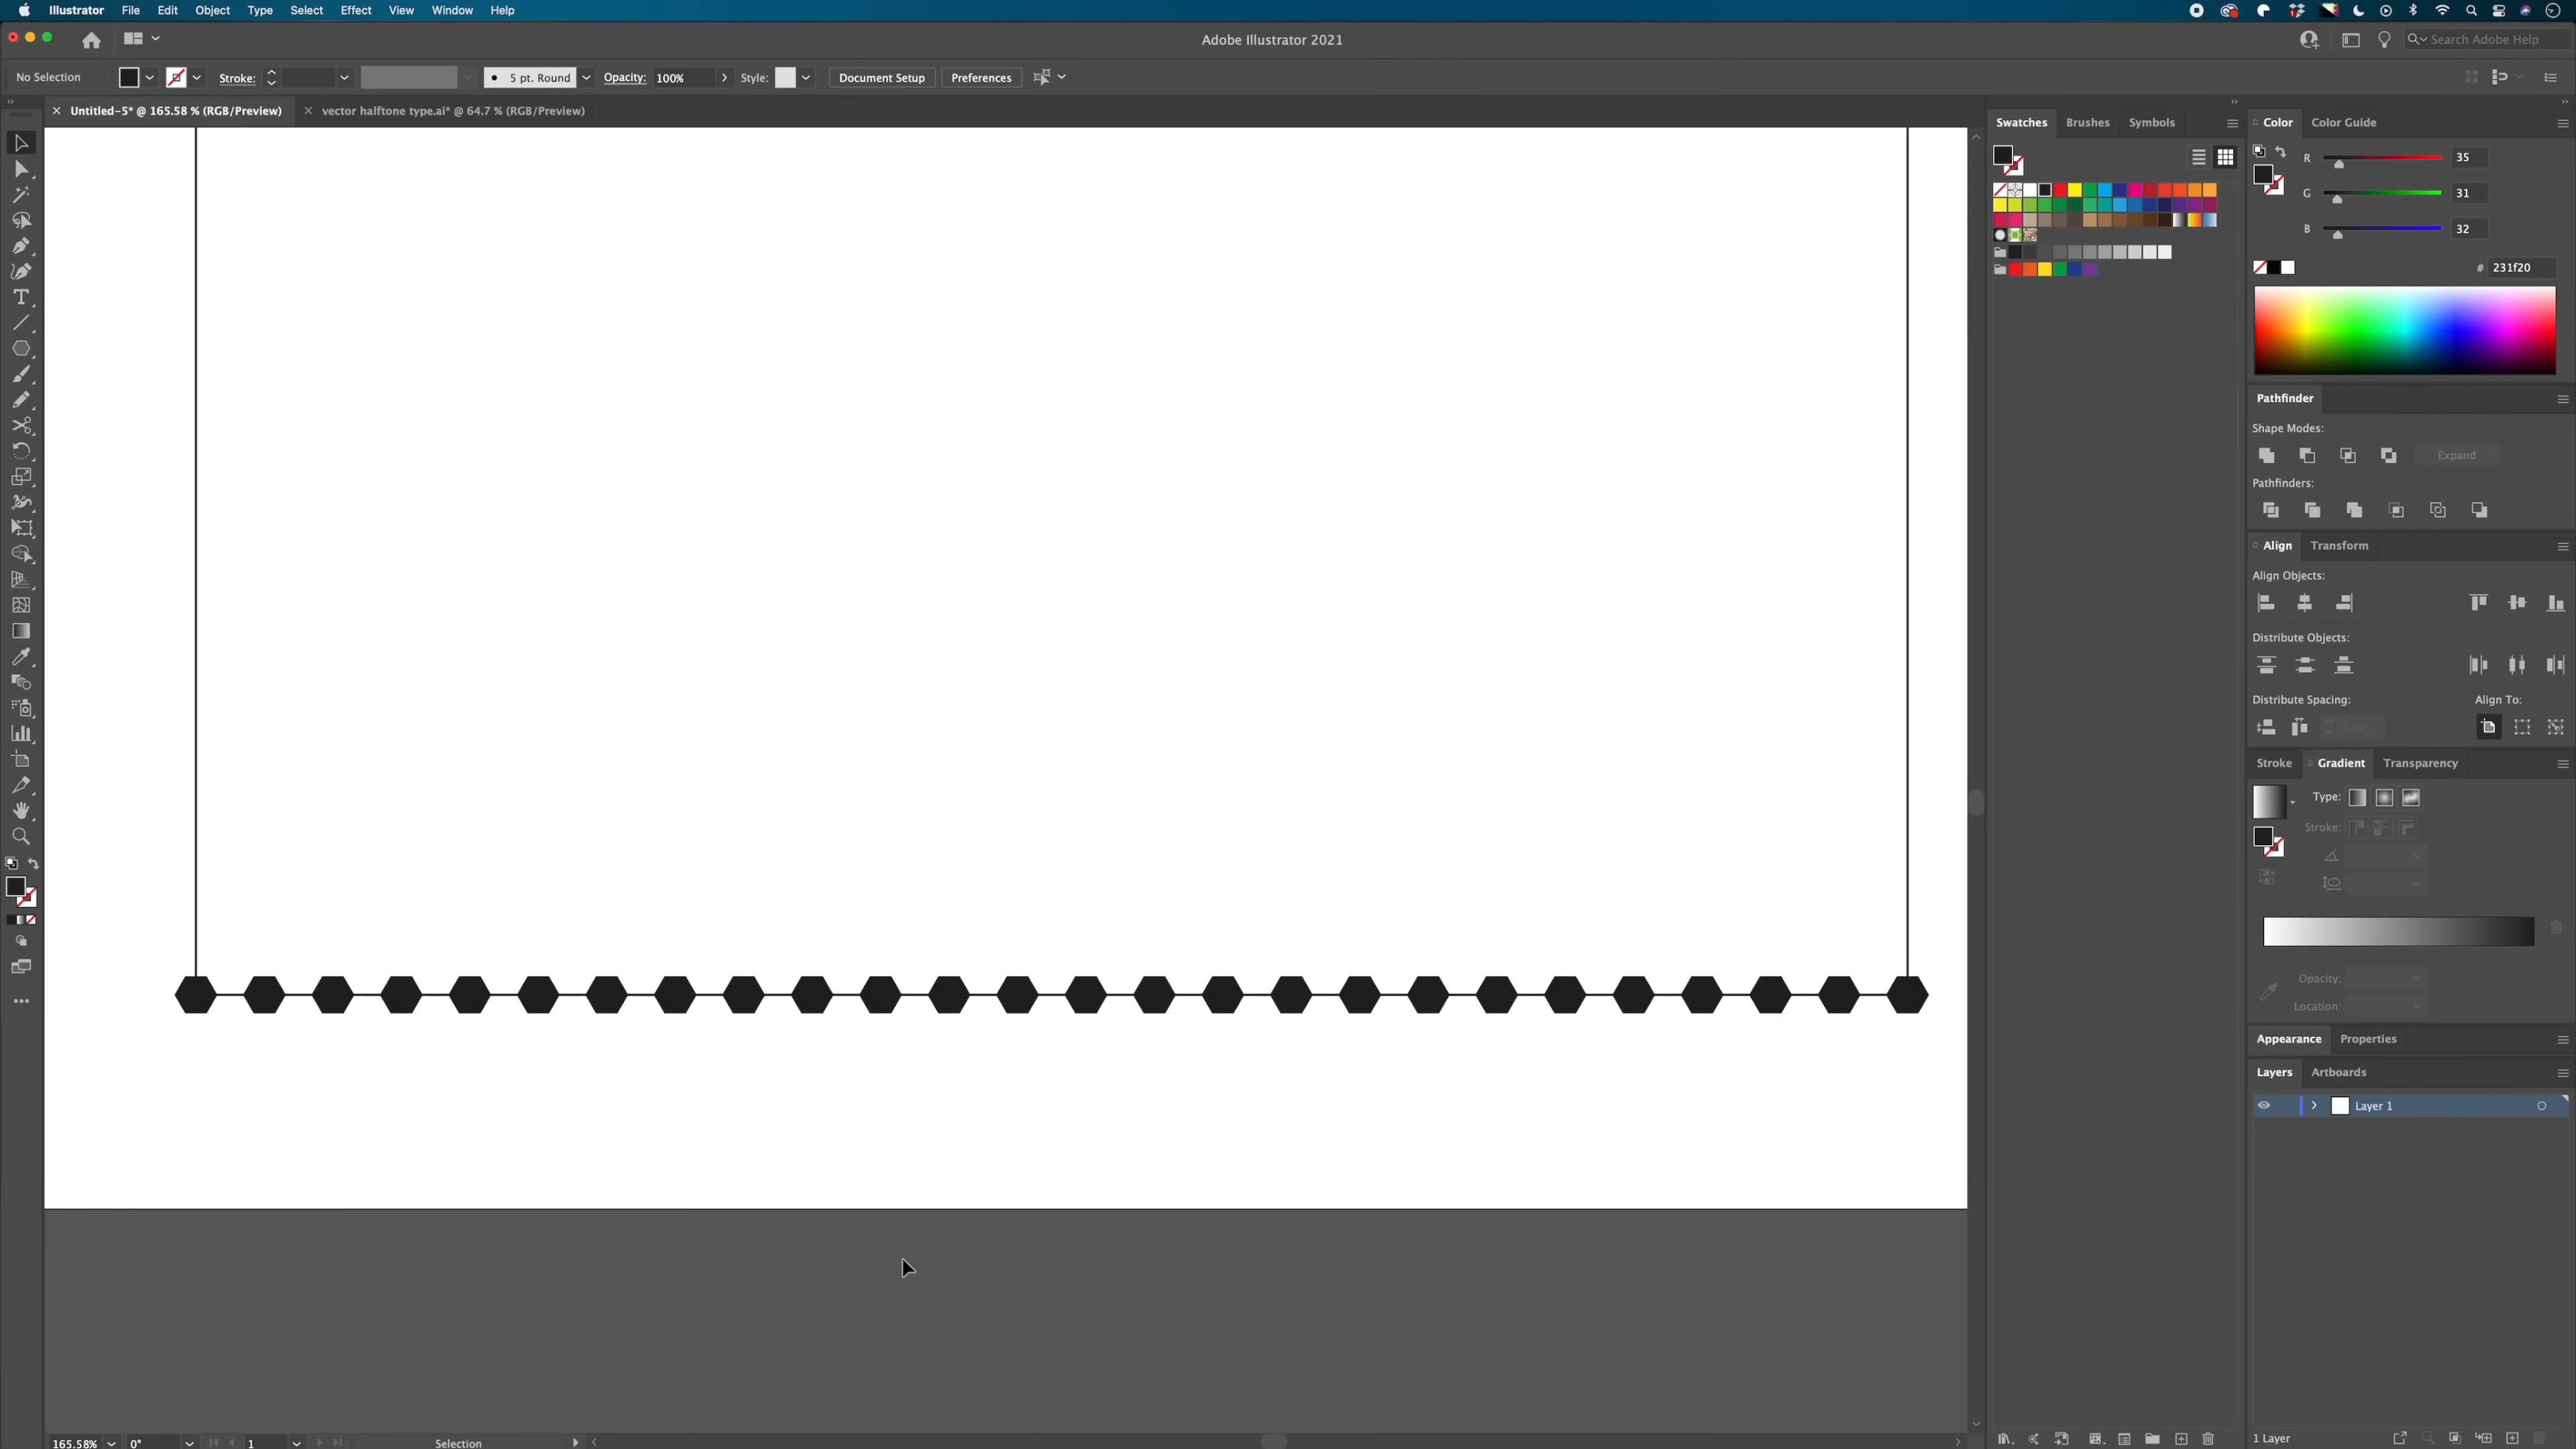 Illustrator File Edit Object Type Select Effect View Window Help
Adobe Illustrator 2021
Search Adobe Help
No Selection Stroke: 5 pt. Round Opacity: 100% Style: Document Setup Preferences
Untitled-5* @ 165.58 % (RGB/Preview) vector halftone type.ai* @ 64.7 % (RGB/Preview)
Swatches Brushes Symbols
Color Color Guide
R 35
G 31
B 32
# 231f20
Pathfinder
Shape Modes:
Expand
Pathfinders:
Align Transform
Align Objects:
Distribute Objects:
Distribute Spacing: Align To:
Stroke Gradient Transparency
Type:
Stroke:
Opacity:
Location:
Appearance Properties
Layers Artboards
Layer 1
1 Layer
165.58% 0° 1 Selection